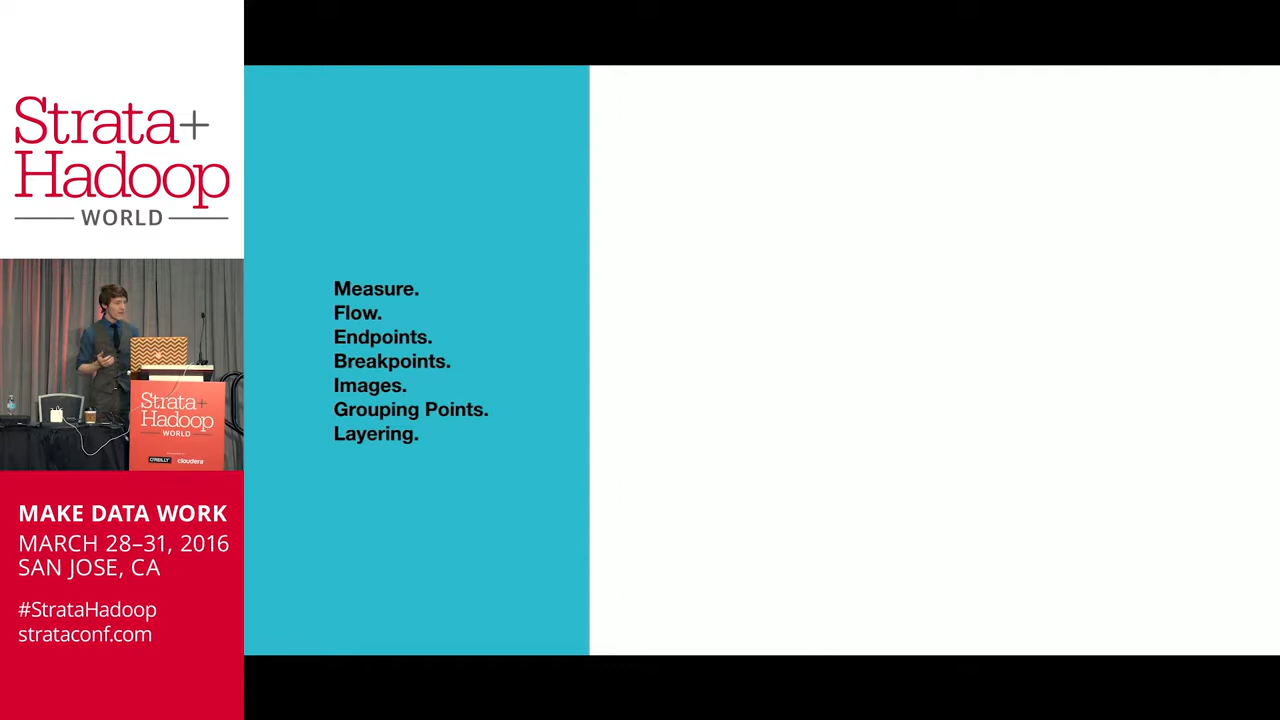 Strata+
Hadoop
WORLD
Strata+
Hadoop
WORLD
O'REILLY
cloudera
MAKE DATA WORK
MARCH 28–31, 2016
SAN JOSE, CA
#StrataHadoop
strataconf.com
Measure.
Flow.
Endpoints.
Breakpoints.
Images.
Grouping Points.
Layering.